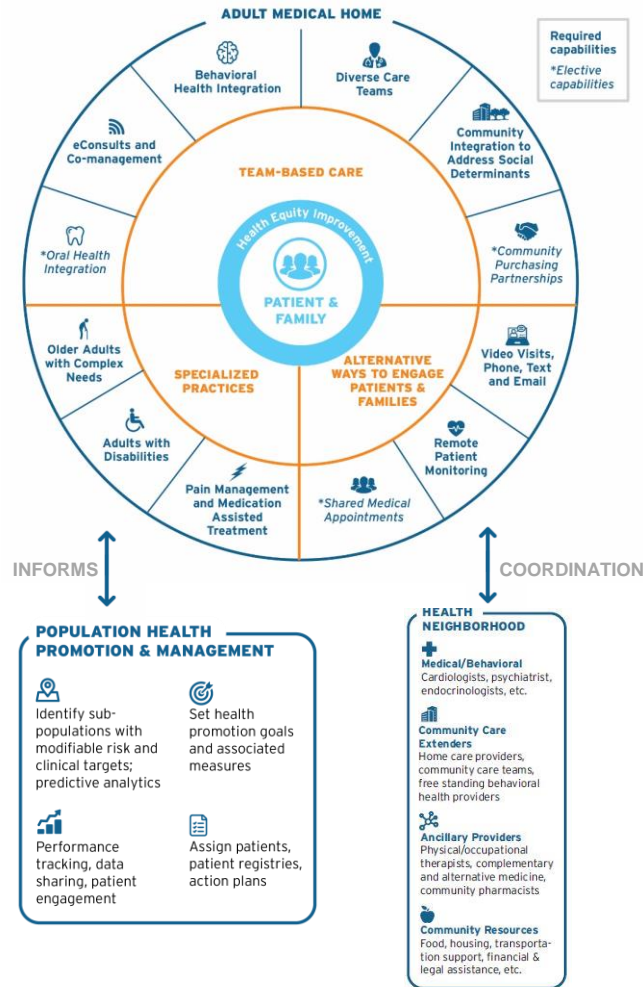 ADULT MEDICAL HOME
Required
capabilities
*Elective
capabilities
Behavioral
Health Integration
Diverse Care
Teams
eConsults and
Co-management
Community
Integration to
Address Social
Determinants
TEAM-BASED CARE
*Oral Health
Integration
Health Equity Improvement
*Community
Purchasing
Partnerships
PATIENT &
FAMILY
Older Adults
with Complex
Needs
SPECIALIZED
PRACTICES
ALTERNATIVE
WAYS TO ENGAGE
PATIENTS &
FAMILIES
Video Visits,
Phone, Text
and Email
Adults with
Disabilities
Remote
Patient
Monitoring
Pain Management
and Medication
Assisted
Treatment
*Shared Medical
Appointments
INFORMS
COORDINATION
POPULATION HEALTH
PROMOTION & MANAGEMENT
Identify sub-
populations with
modifiable risk and
clinical targets;
predictive analytics
Set health
promotion goals
and associated
measures
Performance
tracking, data
sharing, patient
engagement
Assign patients,
patient registries,
action plans
HEALTH
NEIGHBORHOOD
Medical/Behavioral
Cardiologists, psychiatrist,
endocrinologists, etc.
Community Care
Extenders
Home care providers,
community care teams,
free standing behavioral
health providers
Ancillary Providers
Physical/occupational
therapists, complementary
and alternative medicine,
community pharmacists
Community Resources
Food, housing, transporta-
tion support, financial &
legal assistance, etc.